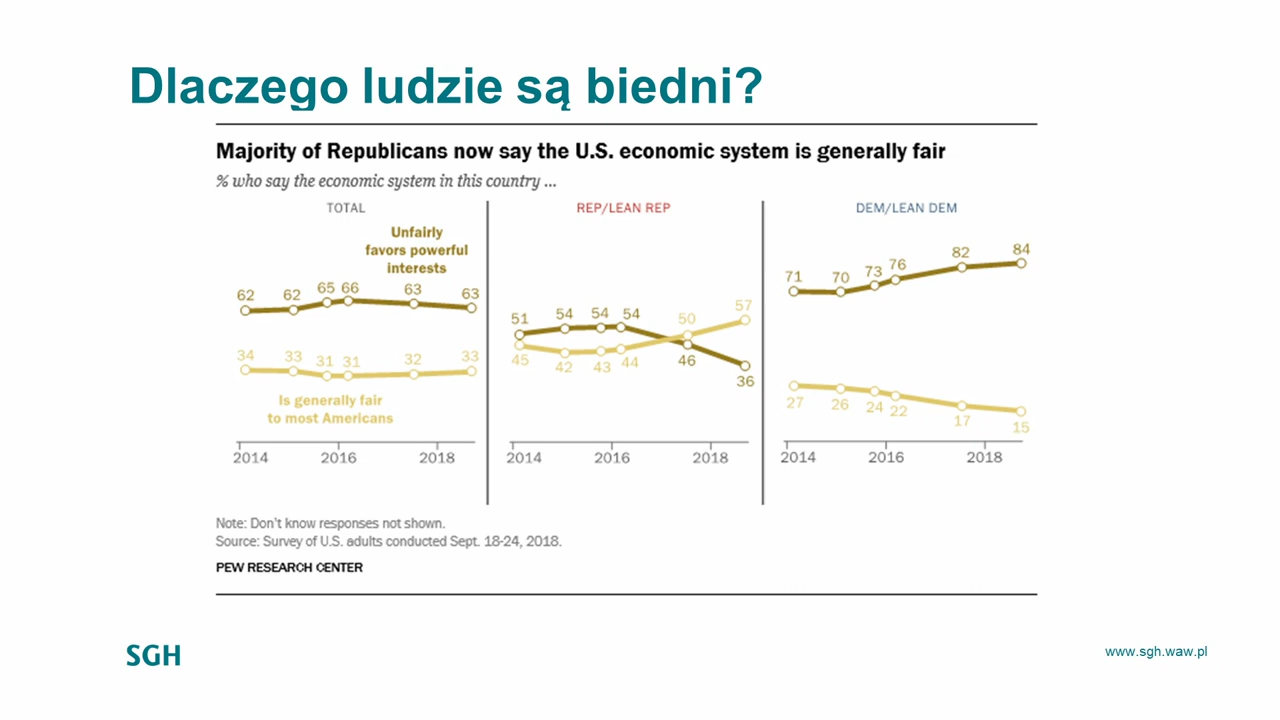 Dlaczego ludzie są biedni?
Majority of Republicans now say the U.S. economic system is generally fair
% who say the economic system in this country ...
TOTAL
Unfairly
favors powerful
interests
62 62 65 66 63 63
34 33 31 31 32 33
Is generally fair
to most Americans
2014 2016 2018
REP/LEAN REP
51 54 54 54 46 36
45 42 43 44 50 57
2014 2016 2018
DEM/LEAN DEM
71 70 73 76 82 84
27 26 24 22 17 15
2014 2016 2018
Note: Don't know responses not shown.
Source: Survey of U.S. adults conducted Sept. 18-24, 2018.
PEW RESEARCH CENTER
SGH
www.sgh.waw.pl